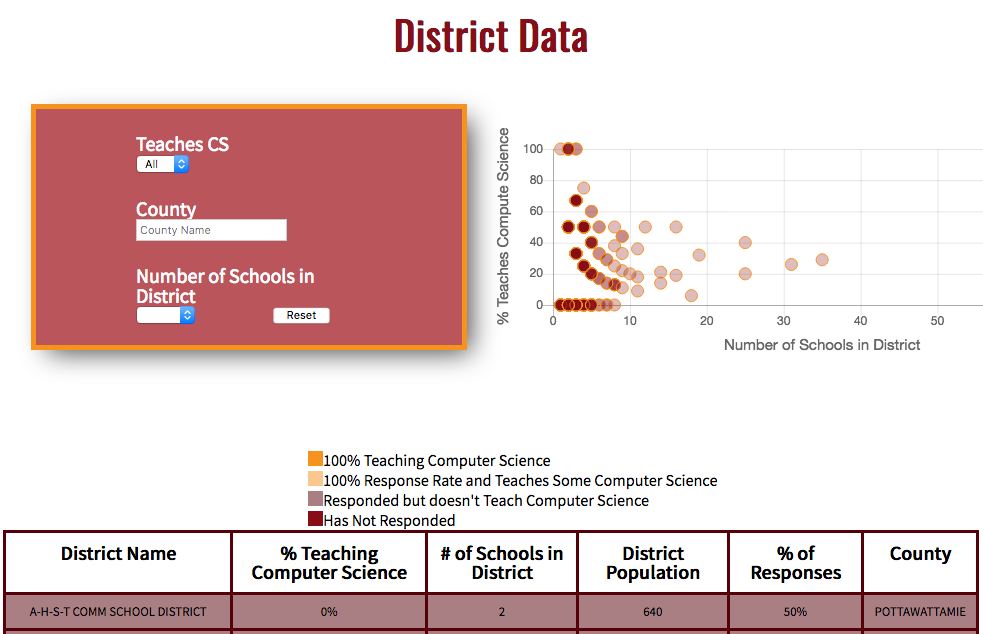 District Data
Teaches CS
All
County
County Name
Number of Schools in
District
Reset
% Teaches Compute Science
100
80
60
40
20
0
0 10 20 30 40 50
Number of Schools in District
100% Teaching Computer Science
100% Response Rate and Teaches Some Computer Science
Responded but doesn't Teach Computer Science
Has Not Responded
District Name % Teaching Computer Science # of Schools in District District Population % of Responses County
A-H-S-T COMM SCHOOL DISTRICT 0% 2 640 50% POTTAWATTAMIE